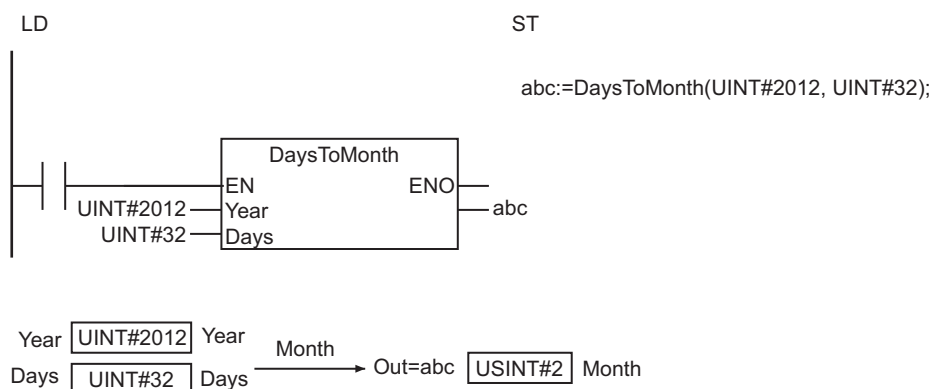 LD
ST
abc:=DaysToMonth(UINT#2012, UINT#32);
DaysToMonth
EN ENO
UINT#2012 Year abc
UINT#32 Days
Year UINT#2012 Year
Month
Out=abc USINT#2 Month
Days UINT#32 Days